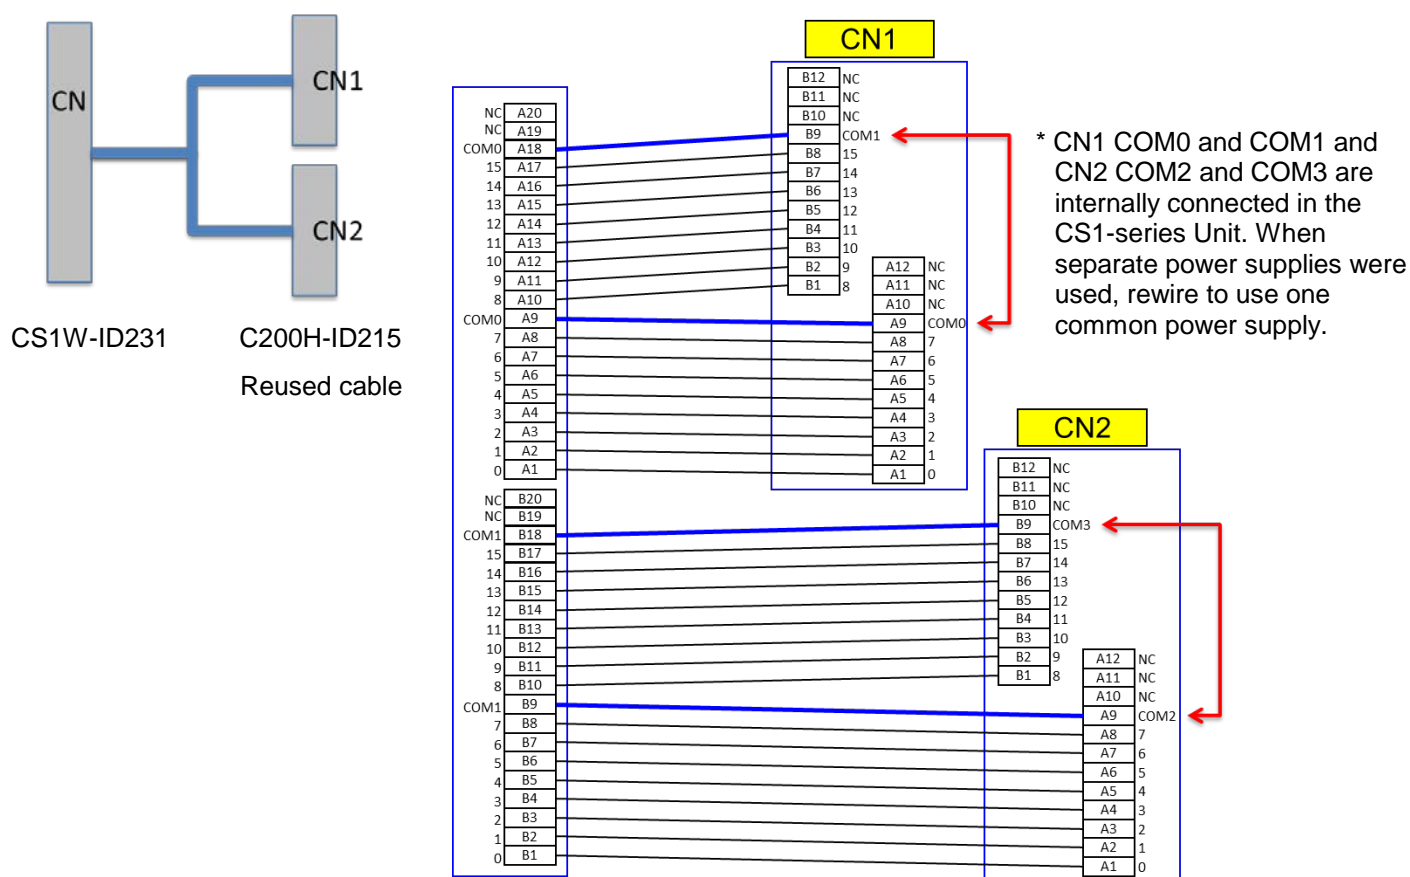 CN
CN1
CN2
CS1W-ID231
C200H-ID215
Reused cable
NC A20
NC A19
COM0 A18
15 A17
14 A16
13 A15
12 A14
11 A13
10 A12
9 A11
8 A10
COM0 A9
7 A8
6 A7
5 A6
4 A5
3 A4
2 A3
1 A2
0 A1
NC B20
NC B19
COM1 B18
15 B17
14 B16
13 B15
12 B14
11 B13
10 B12
9 B11
8 B10
COM1 B9
7 B8
6 B7
5 B6
4 B5
3 B4
2 B3
1 B2
0 B1
CN1
B12 NC
B11 NC
B10 NC
B9 COM1
B8 15
B7 14
B6 13
B5 12
B4 11
B3 10
B2 9
B1 8
A12 NC
A11 NC
A10 NC
A9 COM0
A8 7
A7 6
A6 5
A5 4
A4 3
A3 2
A2 1
A1 0
* CN1 COM0 and COM1 and
CN2 COM2 and COM3 are
internally connected in the
CS1-series Unit. When
separate power supplies were
used, rewire to use one
common power supply.
CN2
B12 NC
B11 NC
B10 NC
B9 COM3
B8 15
B7 14
B6 13
B5 12
B4 11
B3 10
B2 9
B1 8
A12 NC
A11 NC
A10 NC
A9 COM2
A8 7
A7 6
A6 5
A5 4
A4 3
A3 2
A2 1
A1 0